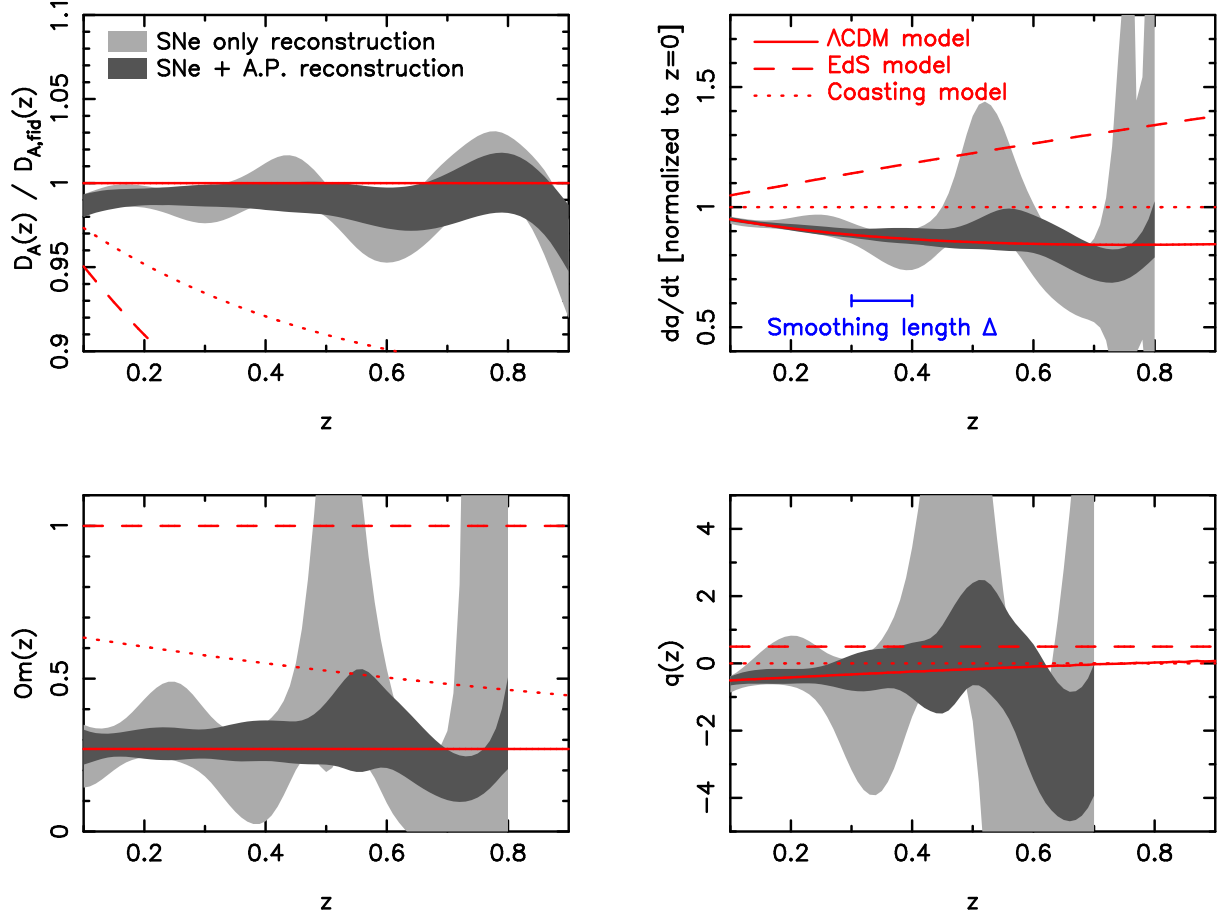 SNe only reconstruction
SNe + A.P. reconstruction
D_A(z) / D_{A,fid}(z)
1.1
1.05
1
0.95
0.9
0.2 0.4 0.6 0.8
z
ΛCDM model
EdS model
Coasting model
Smoothing length Δ
da/dt [normalized to z=0]
1.5
1
0.5
0.2 0.4 0.6 0.8
z
Om(z)
1
0.5
0
0.2 0.4 0.6 0.8
z
q(z)
4
2
0
−2
−4
0.2 0.4 0.6 0.8
z